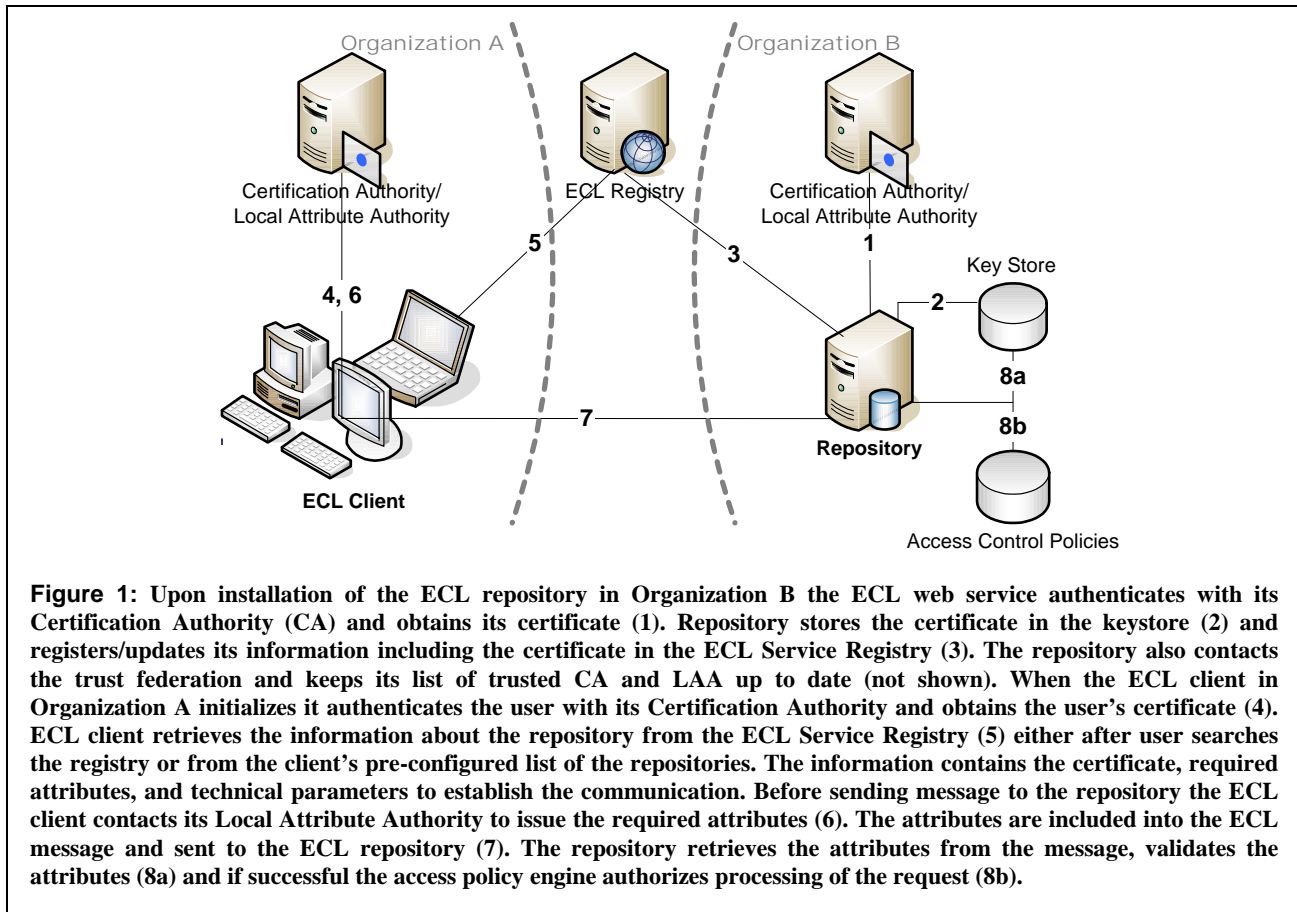 Organization A
Organization B
Certification Authority/
Local Attribute Authority
ECL Registry
Certification Authority/
Local Attribute Authority
5
3
1
Key Store
4, 6
2
8a
7
8b
Repository
ECL Client
Access Control Policies
Figure 1: Upon installation of the ECL repository in Organization B the ECL web service authenticates with its
Certification Authority (CA) and obtains its certificate (1). Repository stores the certificate in the keystore (2) and
registers/updates its information including the certificate in the ECL Service Registry (3). The repository also contacts
the trust federation and keeps its list of trusted CA and LAA up to date (not shown). When the ECL client in
Organization A initializes it authenticates the user with its Certification Authority and obtains the user’s certificate (4).
ECL client retrieves the information about the repository from the ECL Service Registry (5) either after user searches
the registry or from the client’s pre-configured list of the repositories. The information contains the certificate, required
attributes, and technical parameters to establish the communication. Before sending message to the repository the ECL
client contacts its Local Attribute Authority to issue the required attributes (6). The attributes are included into the ECL
message and sent to the ECL repository (7). The repository retrieves the attributes from the message, validates the
attributes (8a) and if successful the access policy engine authorizes processing of the request (8b).